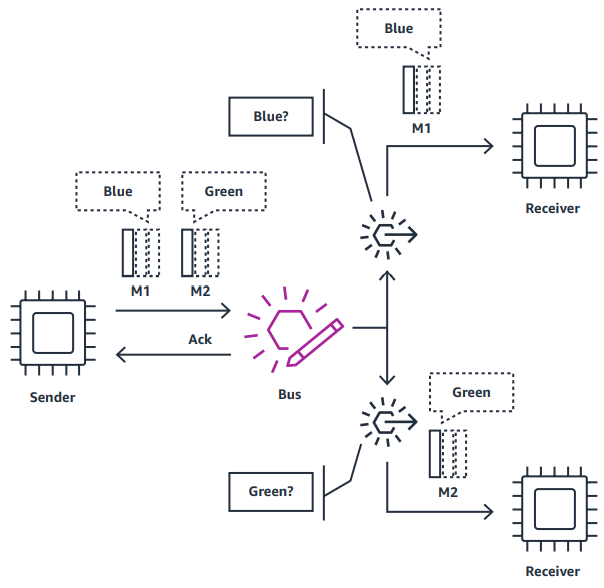 Blue
M1
Blue?
Receiver
Blue
Green
M1
M2
Ack
Sender
Bus
Green
M2
Green?
Receiver